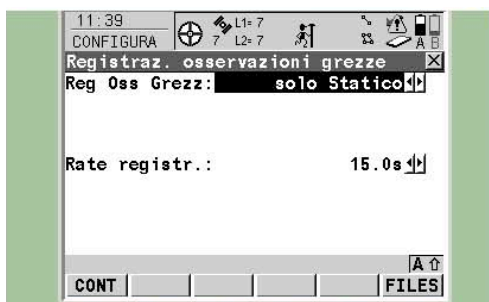 11:39
CONFIGURA
7
L1= 7
L2= 7
A B
Registraz. osservazioni grezze
Reg Oss Grezz: solo Statico
Rate registr.: 15.0s
A
CONT FILES